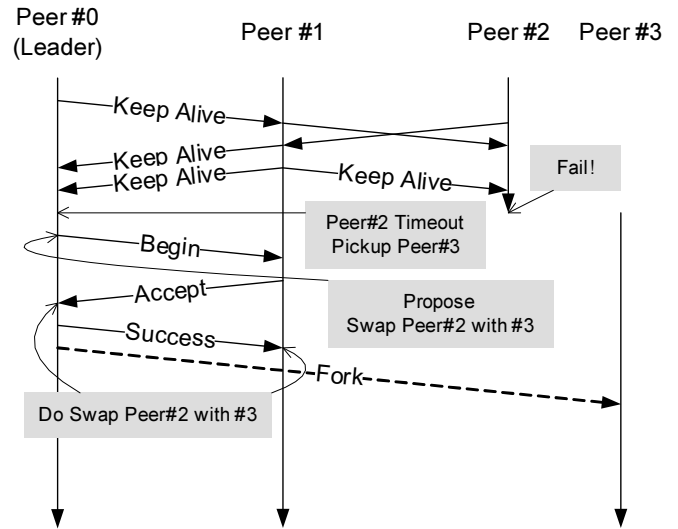 Peer #0
(Leader)
Peer #1
Peer #2
Peer #3
Keep Alive
Keep Alive
Keep Alive
Keep Alive
Fail!
Peer#2 Timeout
Pickup Peer#3
Begin
Accept
Propose
Swap Peer#2 with #3
Success
Fork
Do Swap Peer#2 with #3